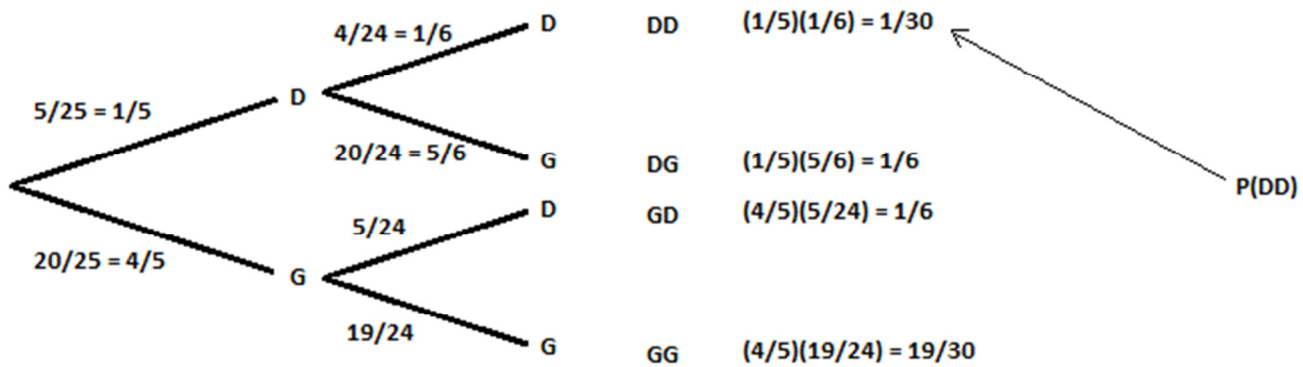 4/24 = 1/6 D DD (1/5)(1/6) = 1/30
5/25 = 1/5 D
20/24 = 5/6 G DG (1/5)(5/6) = 1/6
P(DD)
5/24 D GD (4/5)(5/24) = 1/6
20/25 = 4/5 G
19/24 G GG (4/5)(19/24) = 19/30